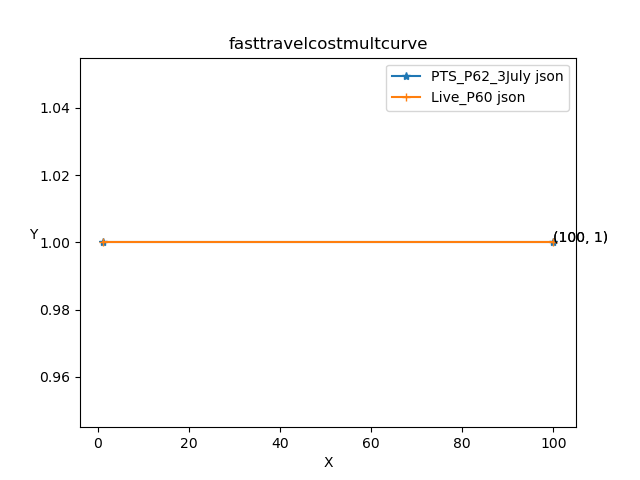 fasttravelcostmultcurve
PTS_P62_3July json
Live_P60 json
1.04
1.02
1.00
0.98
0.96
Y
(100, 1)
0 20 40 60 80 100
X